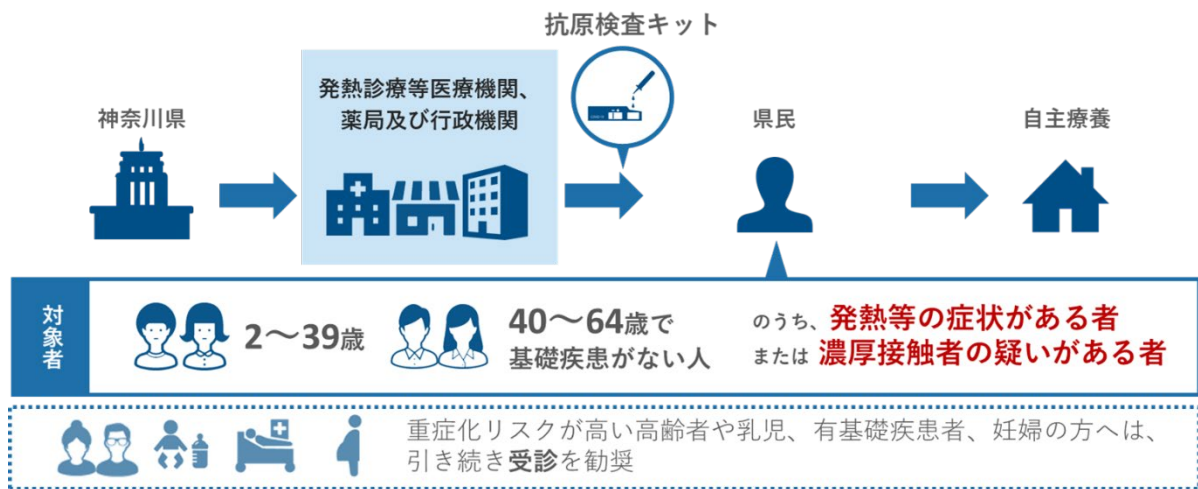 抗原検査キット
神奈川県
発熱診療等医療機関、
薬局及び行政機関
県民
自主療養
対象者
2〜39歳
40〜64歳で
基礎疾患がない人
のうち、発熱等の症状がある者
または 濃厚接触者の疑いがある者
重症化リスクが高い高齢者や乳児、有基礎疾患者、妊婦の方へは、
引き続き受診を勧奨